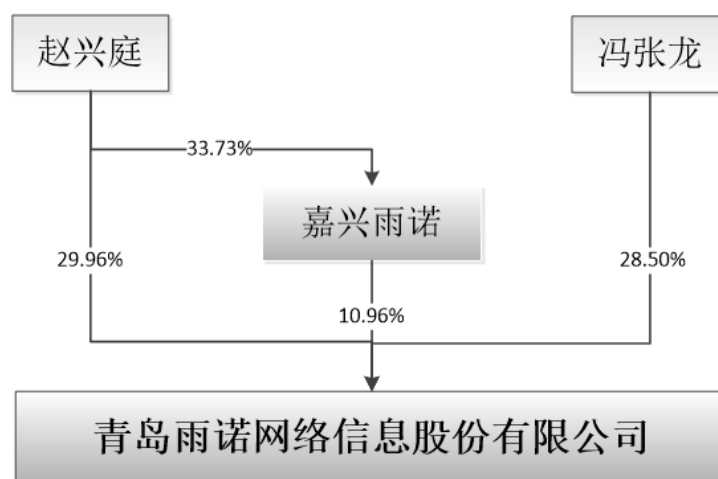 赵兴庭
冯张龙
33.73%
嘉兴雨诺
29.96%
28.50%
10.96%
青岛雨诺网络信息股份有限公司